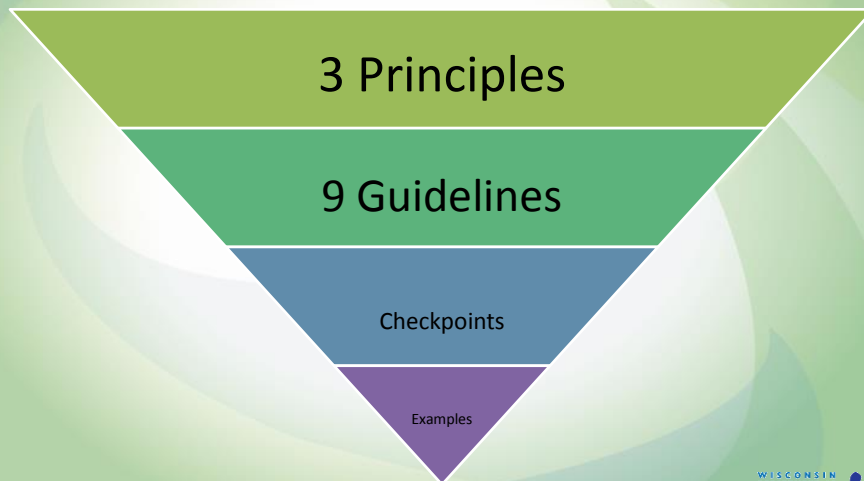 3 Principles
9 Guidelines
Checkpoints
Examples
WISCONSIN